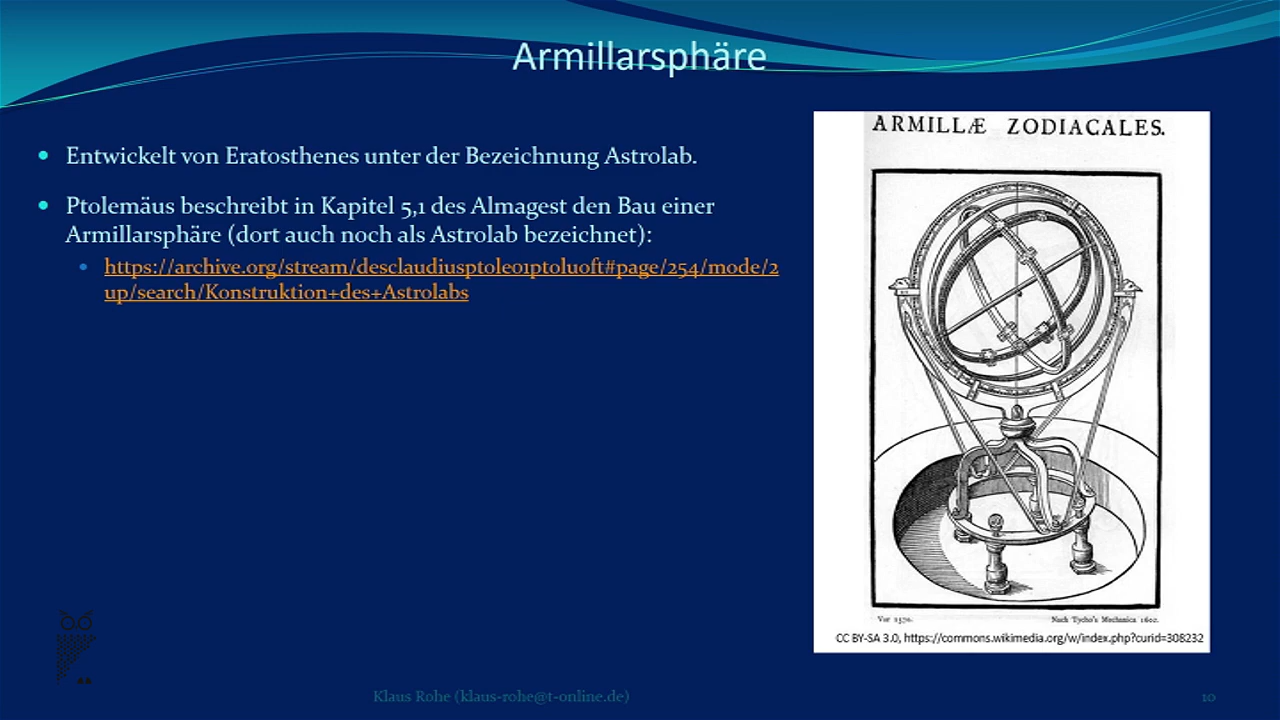 Armillarsphäre
Entwickelt von Eratosthenes unter der Bezeichnung Astrolab.
Ptolemäus beschreibt in Kapitel 5,1 des Almagest den Bau einer
Armillarsphäre (dort auch noch als Astrolab bezeichnet):
https://archive.org/stream/desclaudiusptole01ptoluoft#page/254/mode/2
up/search/Konstruktion+des+Astrolabs
ARMILLÆ ZODIACALES.
Vor 1570.
Nach Tycho's Mechanica 1602.
CC BY-SA 3.0, https://commons.wikimedia.org/w/index.php?curid=308232
Klaus Rohe (klaus-rohe@t-online.de)
10